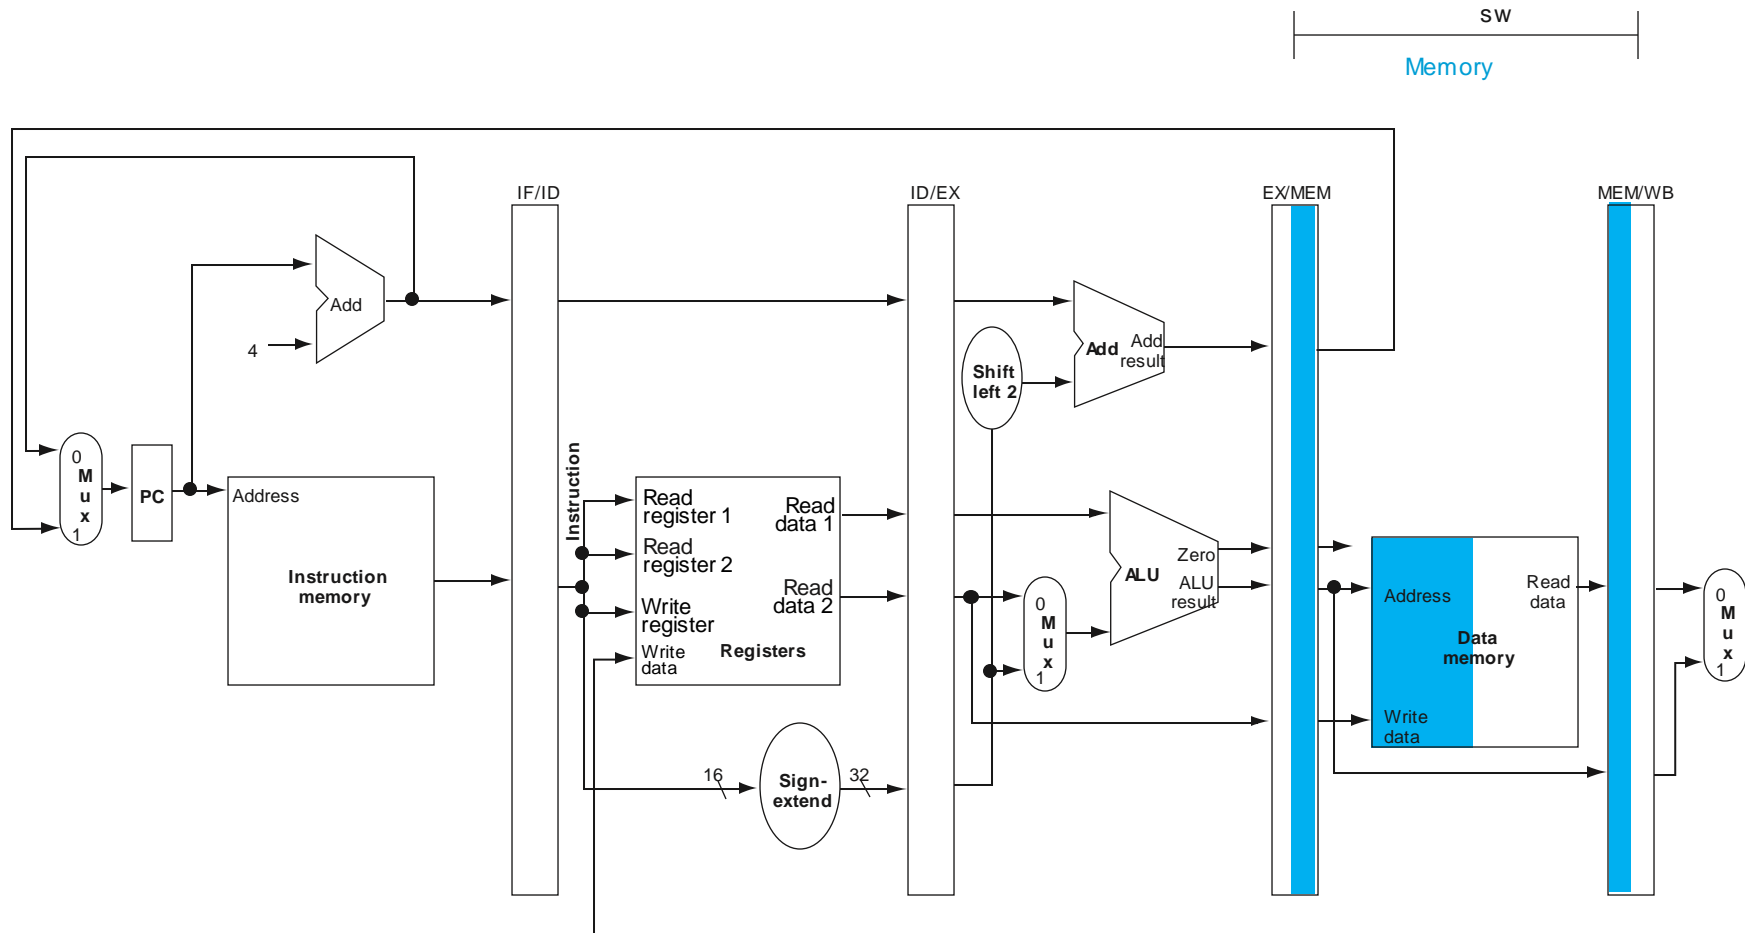 SW
Memory
IF/ID
ID/EX
EX/MEM
MEM/WB
Add
4
Add
Add
result
Shift
left 2
0
M
u
x
1
PC
Address
Instruction
memory
Instruction
Read
register 1
Read
data 1
Read
register 2
Read
data 2
Write
register
Write
data
Registers
16
Sign-
extend
32
0
M
u
x
1
ALU
Zero
ALU
result
Address
Read
data
Data
memory
Write
data
0
M
u
x
1